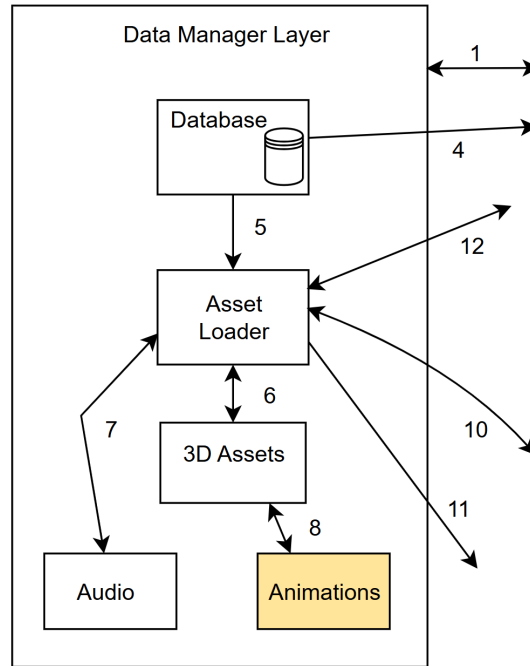 Data Manager Layer
1
Database
4
5
12
Asset
Loader
6
7
10
3D Assets
11
8
Audio
Animations